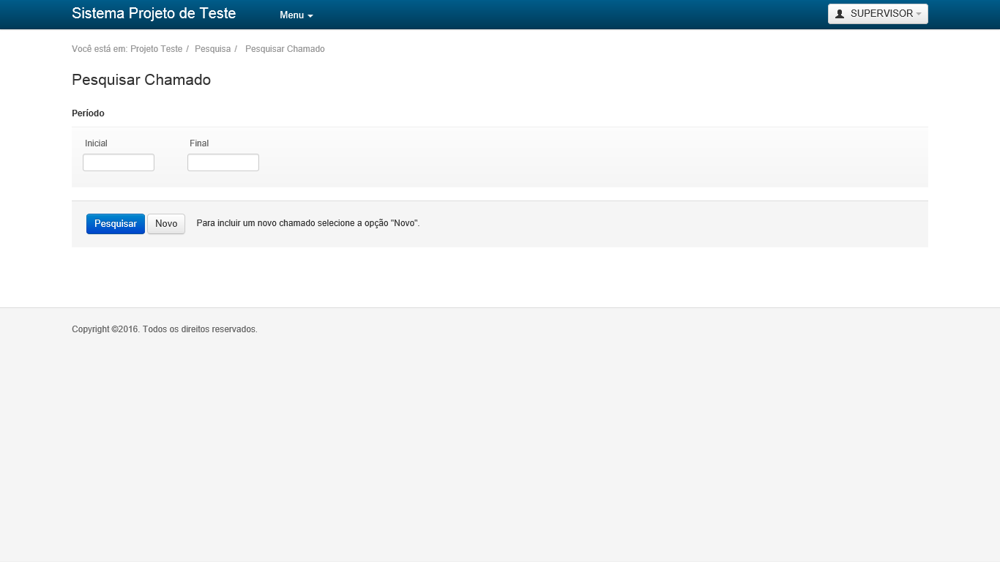 Sistema Projeto de Teste Menu SUPERVISOR
Você está em: Projeto Teste / Pesquisa / Pesquisar Chamado
Pesquisar Chamado
Período
Inicial Final
Pesquisar Novo Para incluir um novo chamado selecione a opção "Novo".
Copyright ©2016. Todos os direitos reservados.